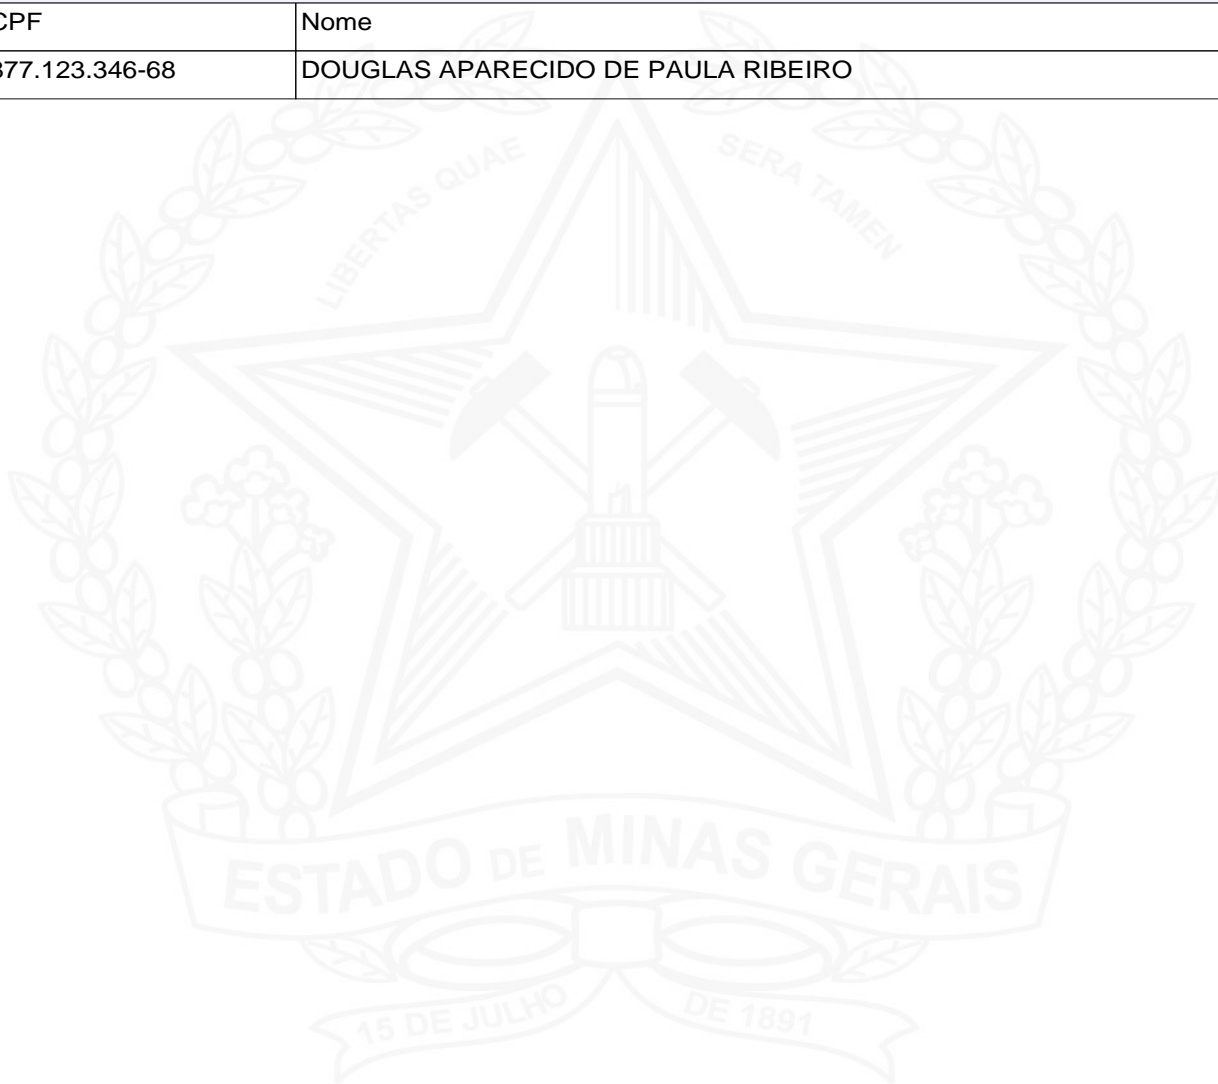 CPF Nome
877.123.346-68 DOUGLAS APARECIDO DE PAULA RIBEIRO
LIBERTAS QUAE SERA TAMEN
ESTADO DE MINAS GERAIS
15 DE JULHO DE 1891